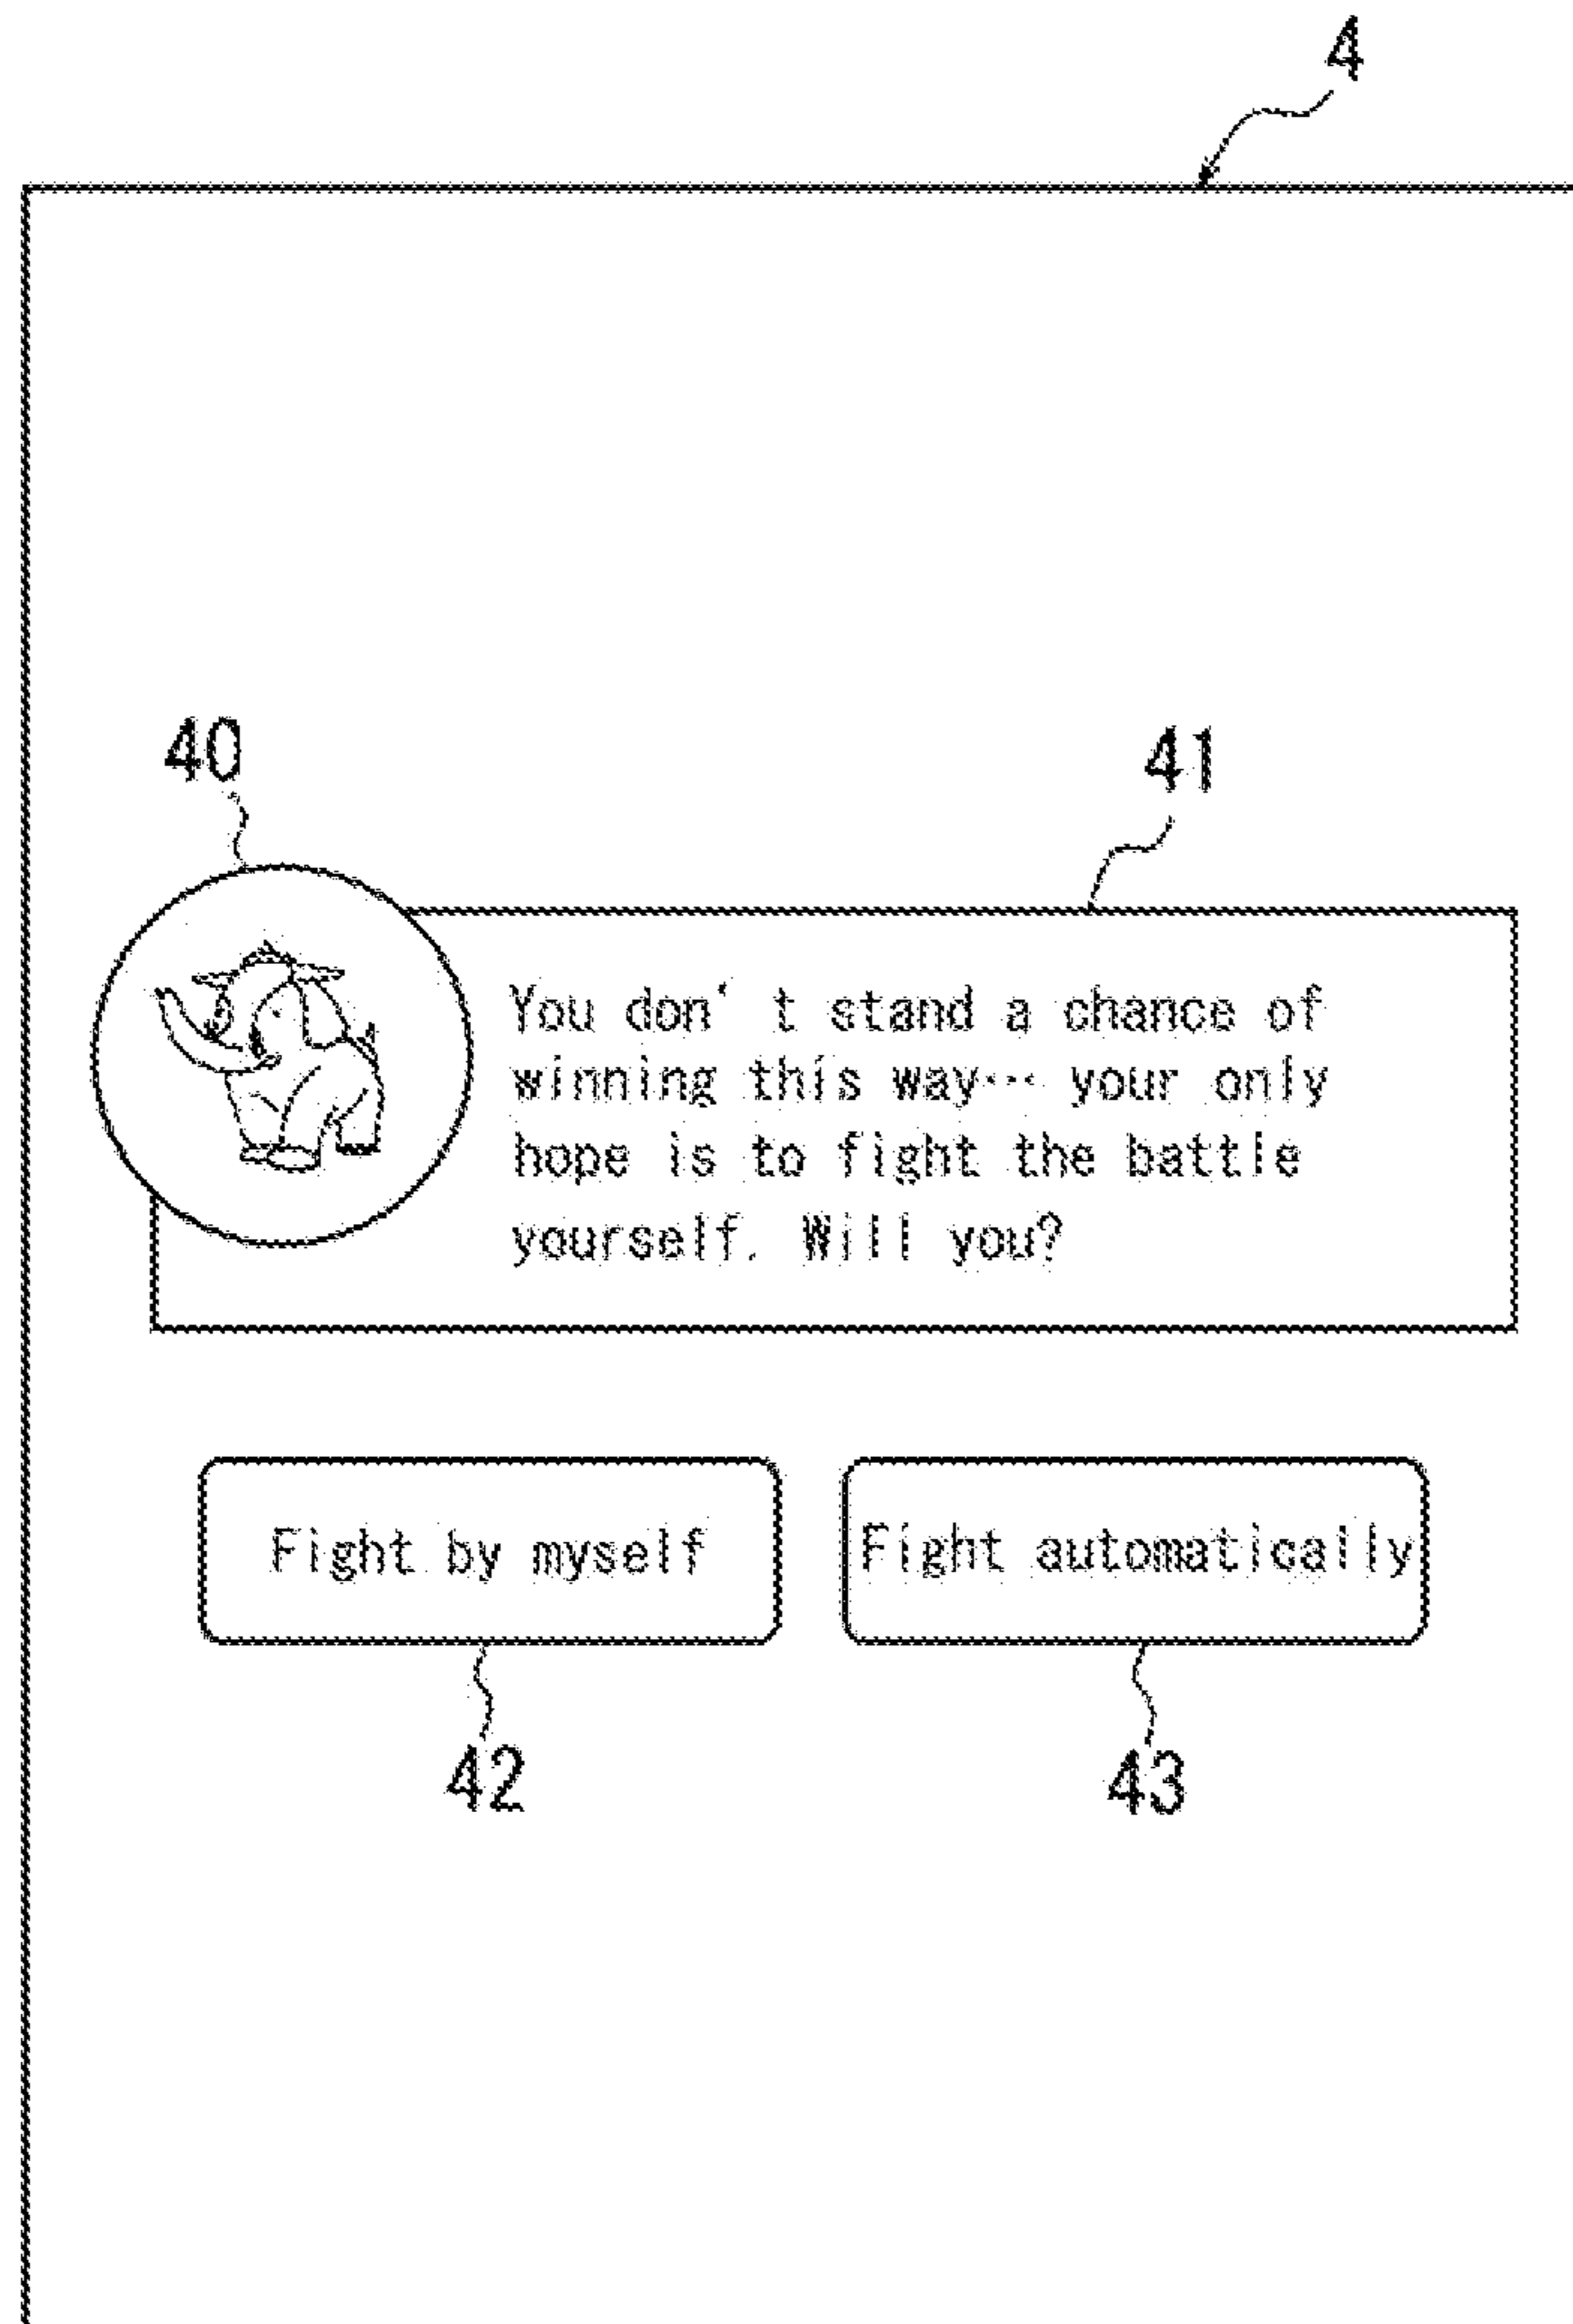 4
40
41
You don‘ t stand a chance of
winning this way… your only
hope is to fight the battle
yourself. Will you?
Fight by myself
Fight automatically
42
43